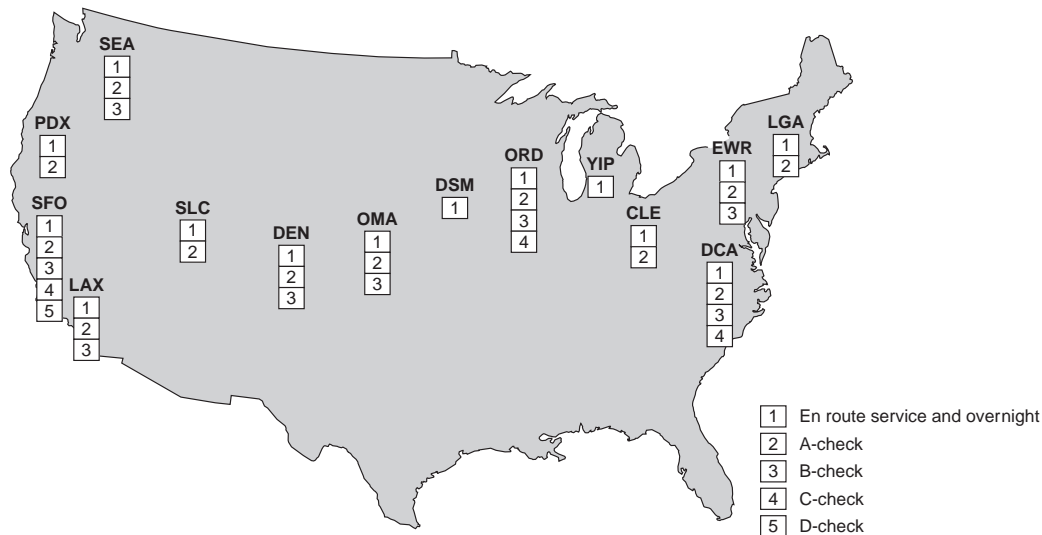 SEA
1
2
3
PDX
1
2
SFO
1
2
3
4
5
LAX
1
2
3
SLC
1
2
DEN
1
2
3
OMA
1
2
3
DSM
1
ORD
1
2
3
4
YIP
1
CLE
1
2
EWR
1
2
3
LGA
1
2
DCA
1
2
3
4
1 En route service and overnight
2 A-check
3 B-check
4 C-check
5 D-check